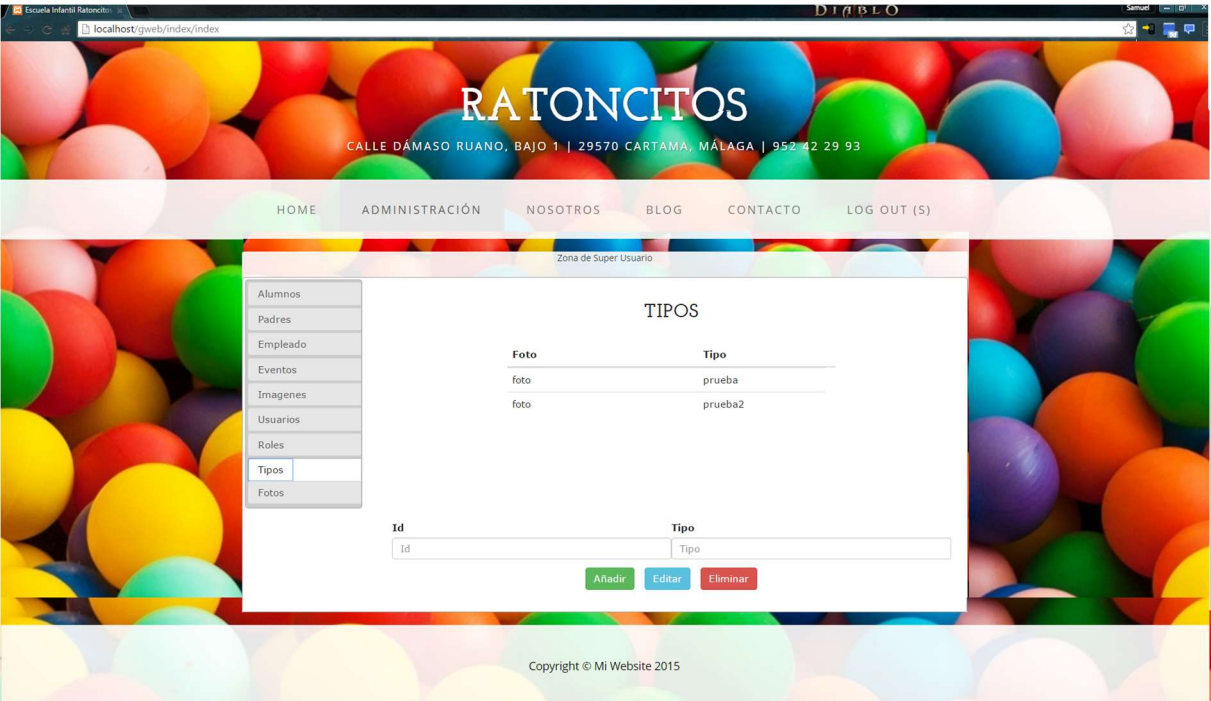 Escuela Infantil Ratoncitos
DIABLO
Samuel
localhost/gweb/index/index
RATONCITOS
CALLE DÁMASO RUANO, BAJO 1 | 29570 CARTAMA, MÁLAGA | 952 42 29 93
HOME ADMINISTRACIÓN NOSOTROS BLOG CONTACTO LOG OUT (S)
Zona de Super Usuario
Alumnos
Padres
Empleado
Eventos
Imagenes
Usuarios
Roles
Tipos
Fotos
TIPOS
Foto Tipo
foto prueba
foto prueba2
Id Tipo
Id Tipo
Añadir Editar Eliminar
Copyright © Mi Website 2015